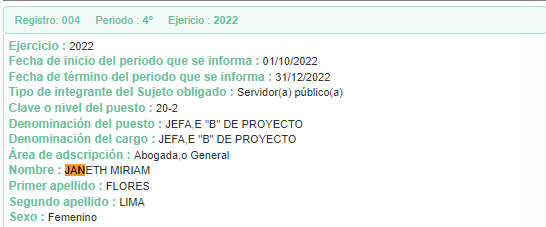 Registro: 004 Periodo : 4º Ejericio : 2022
Ejercicio : 2022
Fecha de inicio del periodo que se informa : 01/10/2022
Fecha de término del periodo que se informa : 31/12/2022
Tipo de integrante del Sujeto obligado : Servidor(a) público(a)
Clave o nivel del puesto : 20-2
Denominación del puesto : JEFA,E "B" DE PROYECTO
Denominación del cargo : JEFA,E "B" DE PROYECTO
Área de adscripción : Abogada,o General
Nombre : JANETH MIRIAM
Primer apellido : FLORES
Segundo apellido : LIMA
Sexo : Femenino